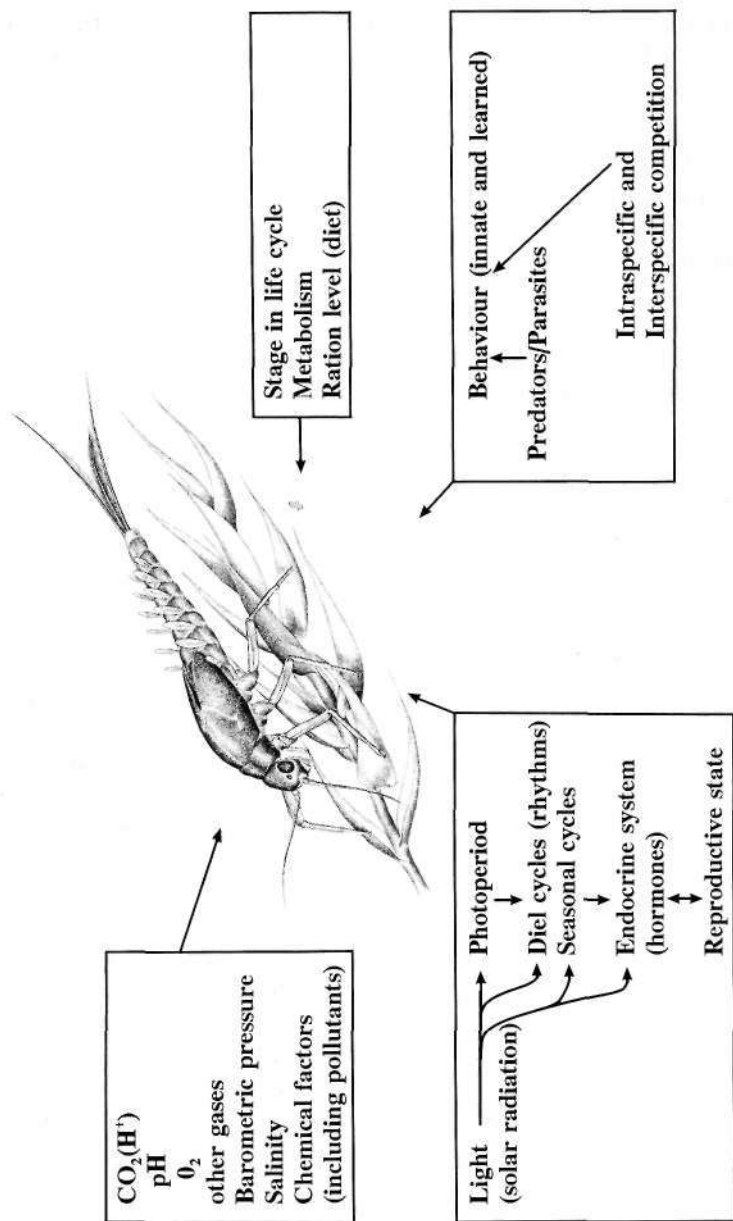 CO₂(H⁺)
pH
0₂
other gases
Barometric pressure
Salinity
Chemical factors
(including pollutants)
Stage in life cycle
Metabolism
Ration level (diet)
Light
(solar radiation)
Photoperiod
Diel cycles (rhythms)
Seasonal cycles
Endocrine system
(hormones)
Reproductive state
Behaviour (innate and learned)
Predators/Parasites
Intraspecific and
Interspecific competition